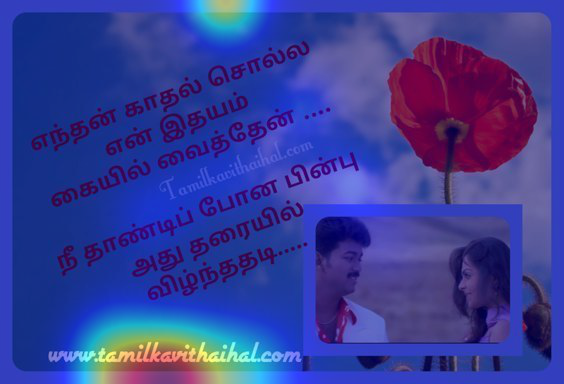 எந்தன் காதல் சொல்ல
என் இதயம்
கையில் வைத்தேன் ....
Tamilkavithaihal.com
நீ தாண்டிப் போன பின்பு
அது தரையில்
விழ்ந்ததடி.....
www.tamilkavithaihal.com